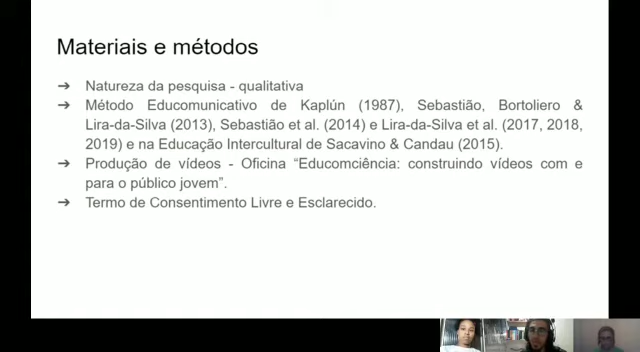 Materiais e métodos
➔ Natureza da pesquisa - qualitativa
➔ Método Educomunicativo de Kaplún (1987), Sebastião, Bortoliero &
Lira-da-Silva (2013), Sebastião et al. (2014) e Lira-da-Silva et al. (2017, 2018,
2019) e na Educação Intercultural de Sacavino & Candau (2015).
➔ Produção de vídeos - Oficina “Educomciência: construindo vídeos com e
para o público jovem”.
➔ Termo de Consentimento Livre e Esclarecido.